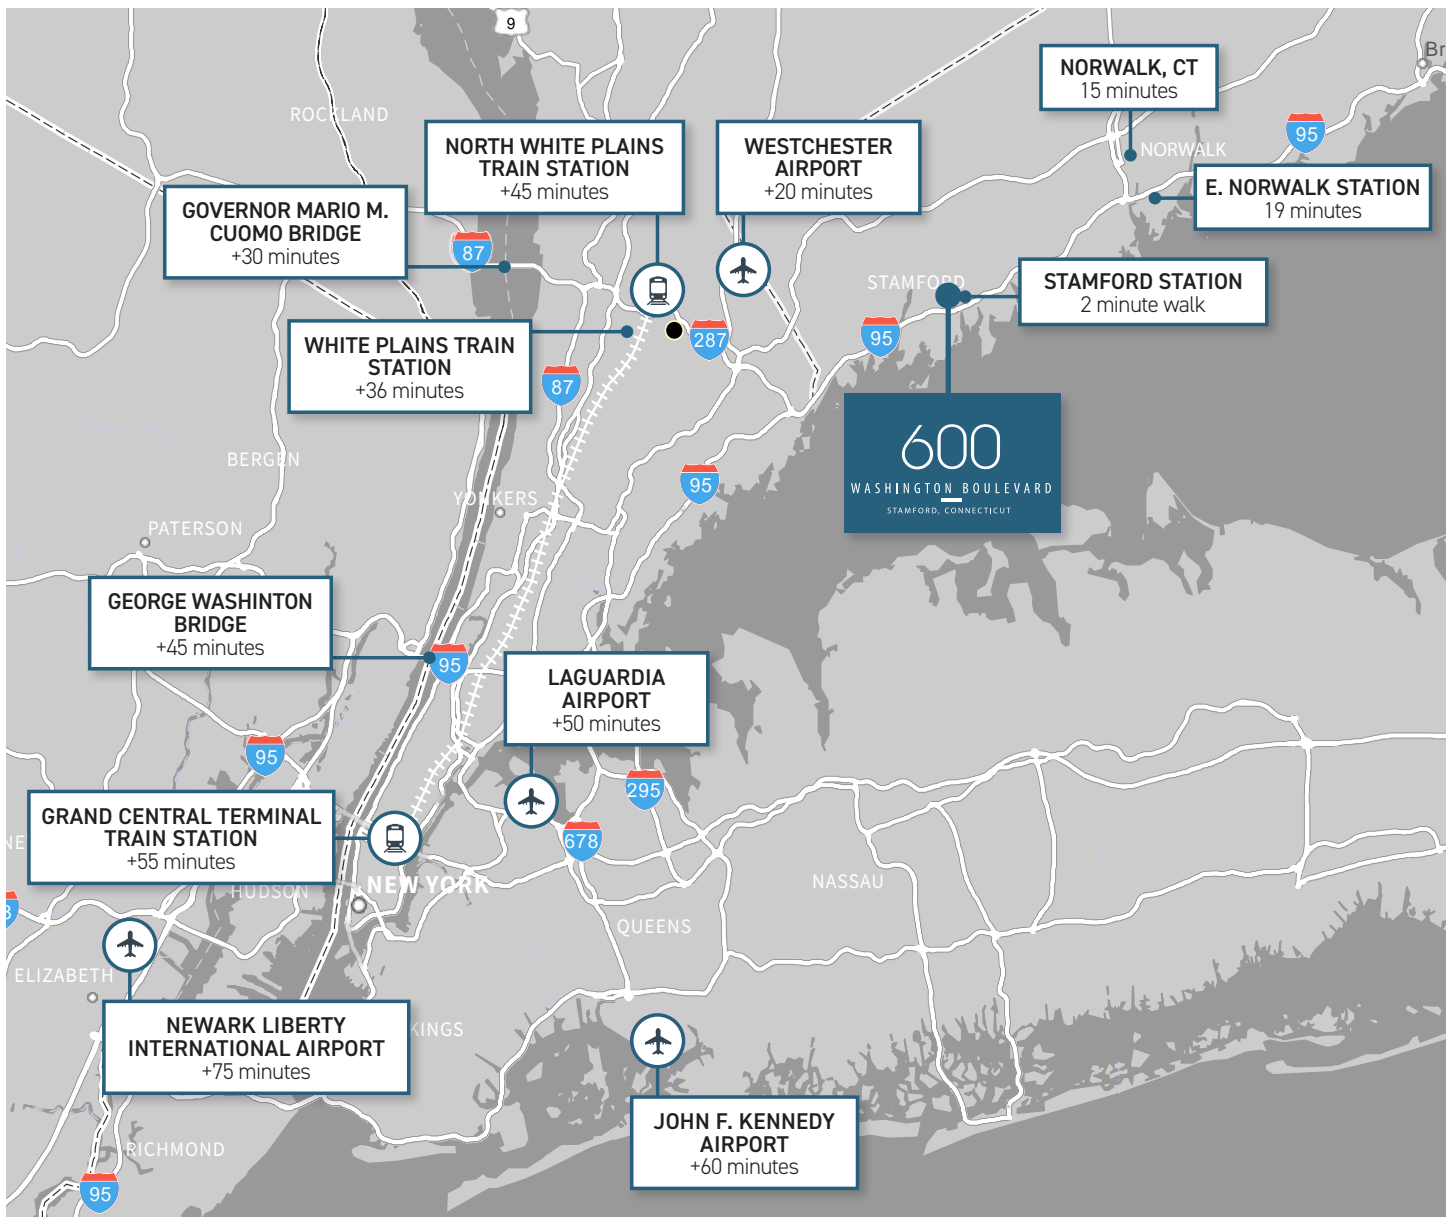 9
Br
ROCKLAND
NORWALK, CT
15 minutes
95
NORWALK
NORTH WHITE PLAINS
TRAIN STATION
+45 minutes
WESTCHESTER
AIRPORT
+20 minutes
E. NORWALK STATION
19 minutes
GOVERNOR MARIO M.
CUOMO BRIDGE
+30 minutes
87
STAMFORD
STAMFORD STATION
2 minute walk
WHITE PLAINS TRAIN
STATION
+36 minutes
287
95
87
600
WASHINGTON BOULEVARD
STAMFORD, CONNECTICUT
BERGEN
95
YONKERS
PATERSON
GEORGE WASHINTON
BRIDGE
+45 minutes
95
LAGUARDIA
AIRPORT
+50 minutes
95
295
GRAND CENTRAL TERMINAL
TRAIN STATION
+55 minutes
NE
678
HUDSON
NEW YORK
NASSAU
3
QUEENS
ELIZABETH
NEWARK LIBERTY
INTERNATIONAL AIRPORT
+75 minutes
KINGS
JOHN F. KENNEDY
AIRPORT
+60 minutes
RICHMOND
95